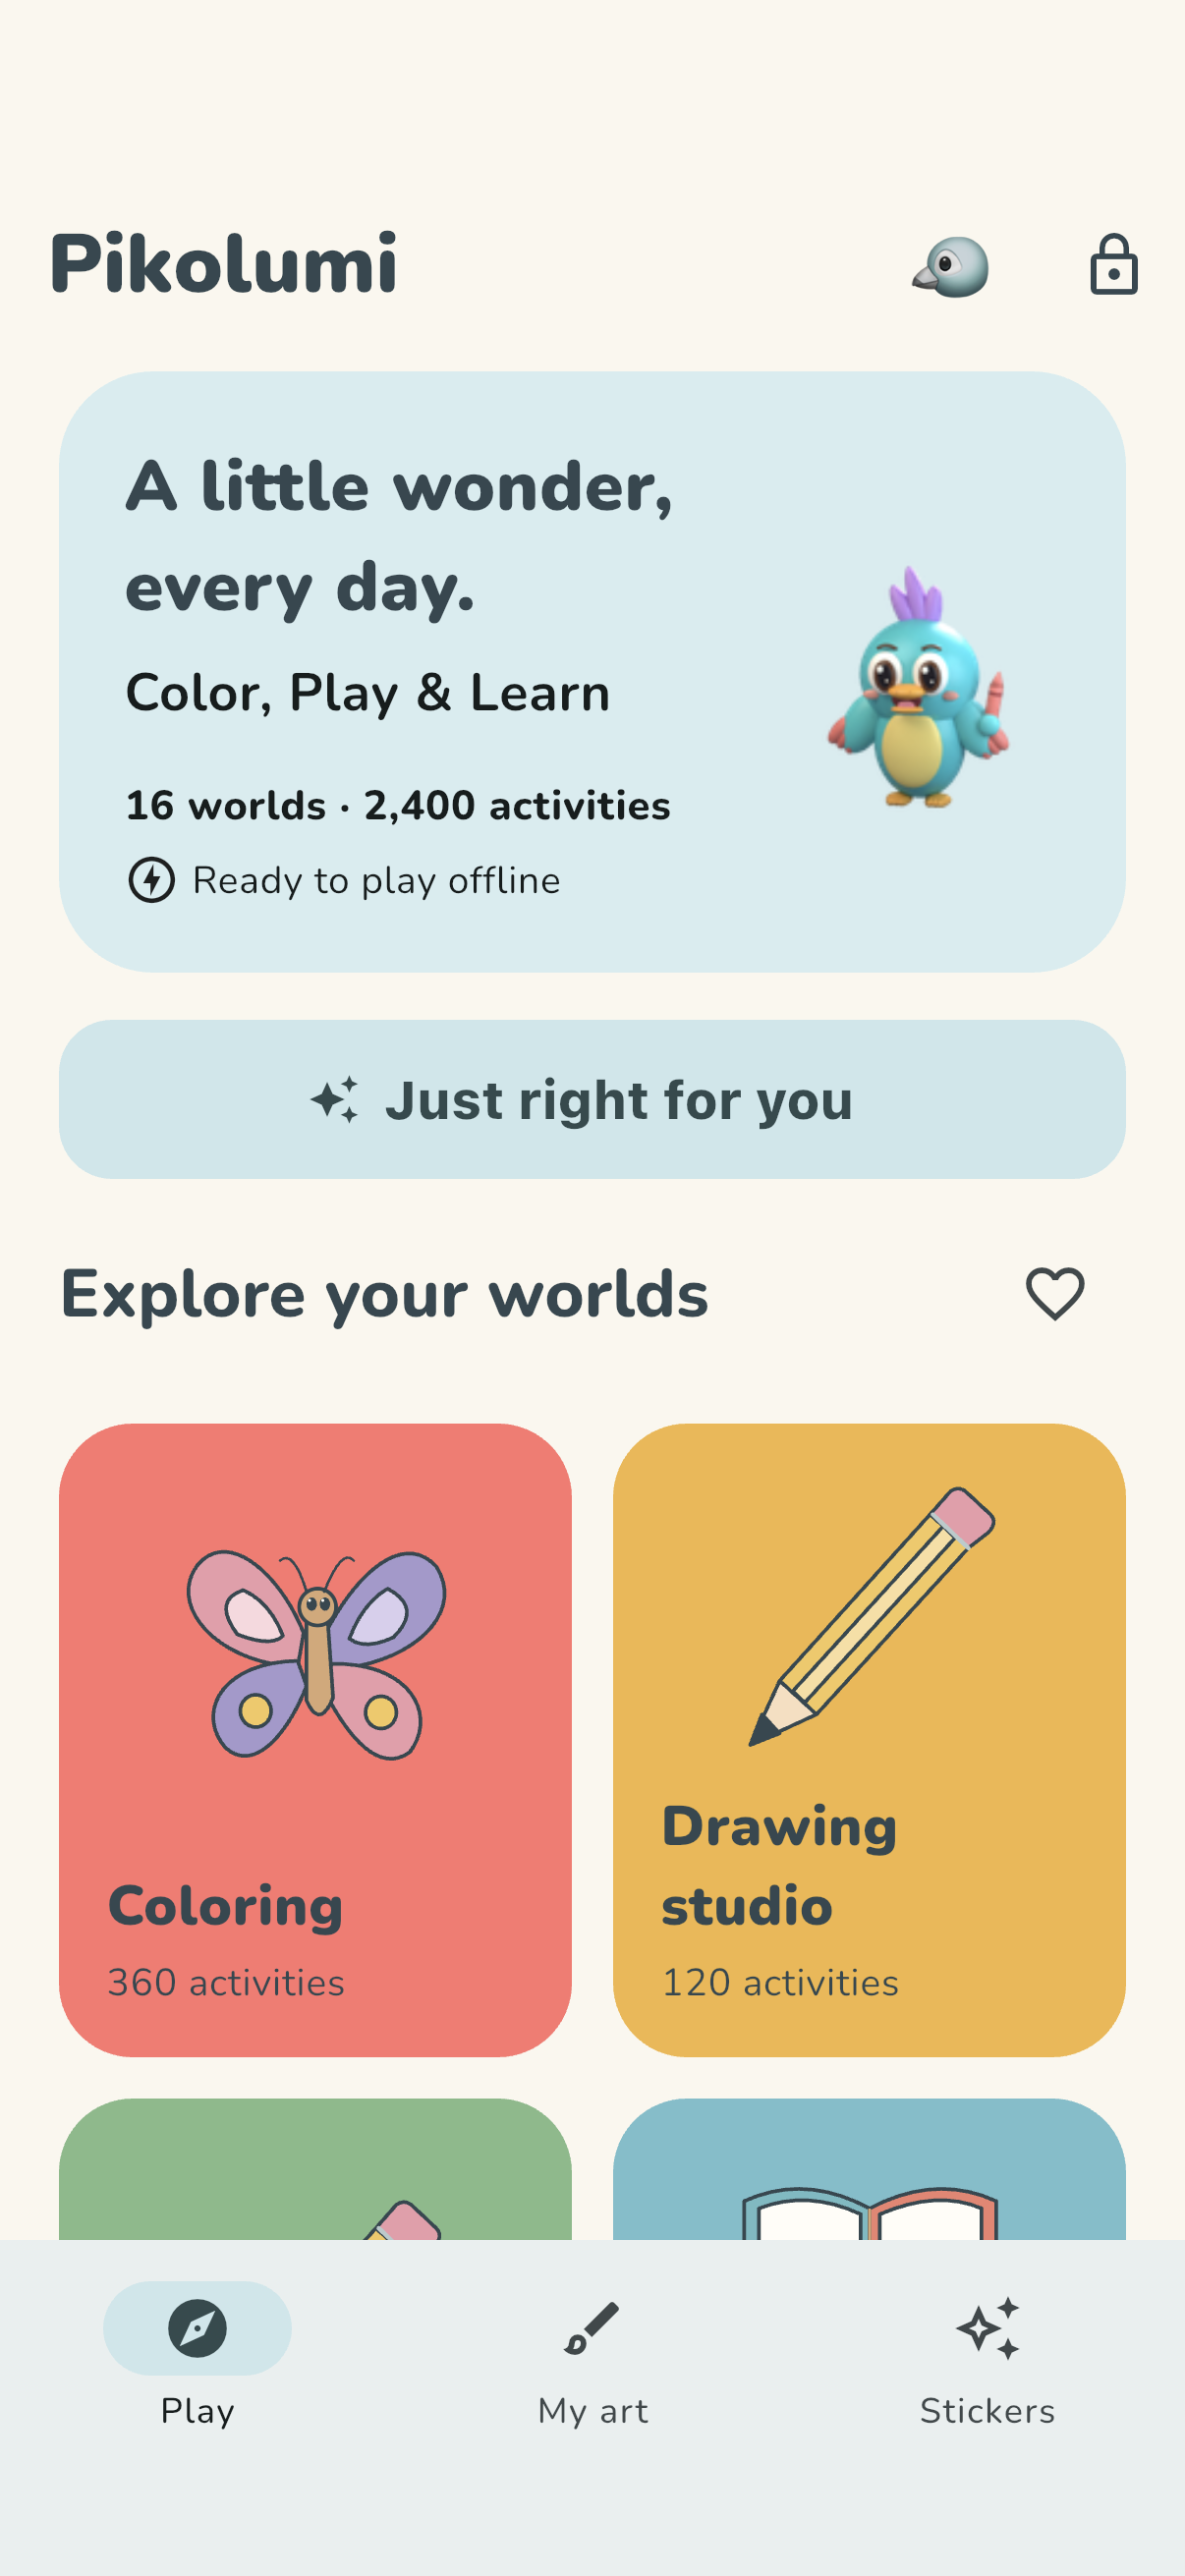 Pikolumi
A little wonder,
every day.
Color, Play & Learn
16 worlds · 2,400 activities
Ready to play offline
Just right for you
Explore your worlds
Coloring
360 activities
Drawing
studio
120 activities
Play
My art
Stickers